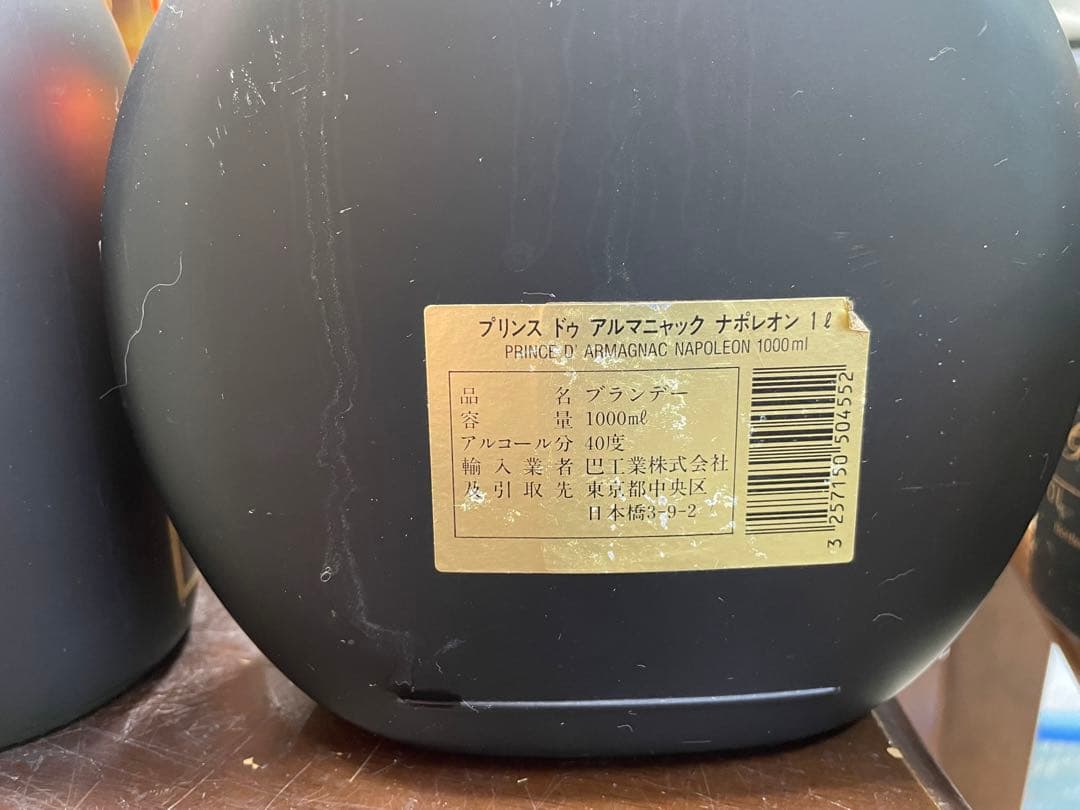 プリンス ドゥ アルマニャック ナポレオン 1ℓ
PRINCE D' ARMAGNAC NAPOLEON 1000ml
品名 ブランデー
容量 1000mℓ
アルコール分 40度
輸入業者 巴工業株式会社
及引取先 東京都中央区
日本橋3-9-2
3 257150 504552